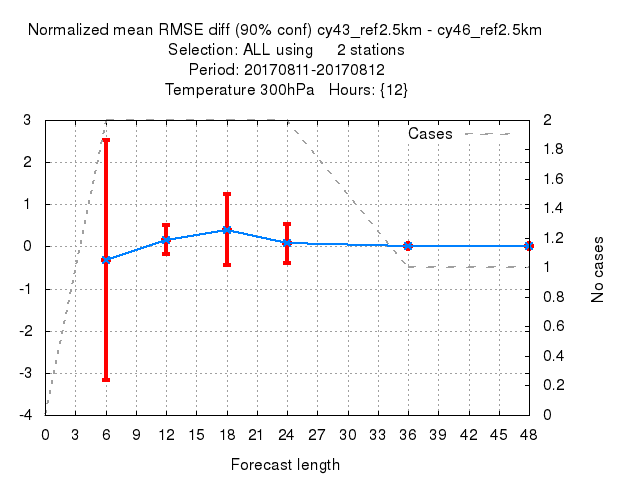 Normalized mean RMSE diff (90% conf) cy43_ref2.5km - cy46_ref2.5km
Selection: ALL using 2 stations
Period: 20170811-20170812
Temperature 300hPa Hours: {12}
Cases
3
2
1
0
-1
-2
-3
-4
2
1.8
1.6
1.4
1.2
1
0.8
0.6
0.4
0.2
0
No cases
0 3 6 9 12 15 18 21 24 27 30 33 36 39 42 45 48
Forecast length